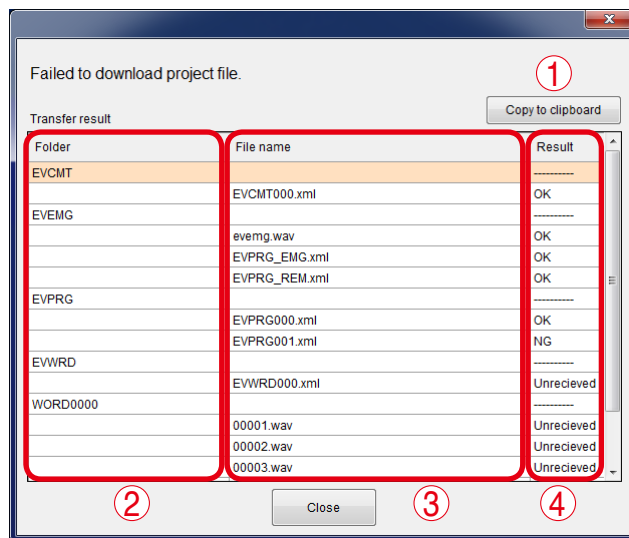 x
Failed to download project file.
①
Transfer result
Copy to clipboard
Folder File name Result
EVCMT ----------
EVCMT000.xml OK
EVEMG ----------
evemg.wav OK
EVPRG_EMG.xml OK
EVPRG_REM.xml OK
EVPRG ----------
EVPRG000.xml OK
EVPRG001.xml NG
EVWRD ----------
EVWRD000.xml Unrecieved
WORD0000 ----------
00001.wav Unrecieved
00002.wav Unrecieved
00003.wav Unrecieved
② Close ③ ④